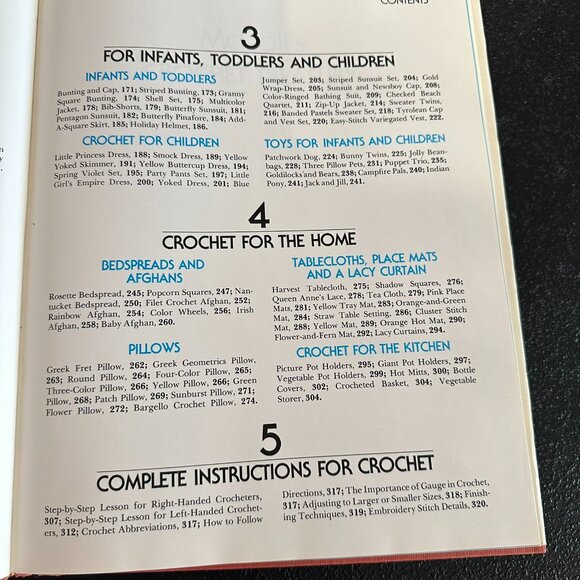 CONTENTS
3
FOR INFANTS, TODDLERS AND CHILDREN
INFANTS AND TODDLERS
Bunting and Cap, 171; Striped Bunting, 173; Granny
Square Bunting, 174; Shell Set, 175; Multicolor
Jacket, 178; Bib-Shorts, 179; Butterfly Sunsuit, 181;
Pentagon Sunsuit, 182; Butterfly Pinafore, 184; Add-
A-Square Skirt, 185; Holiday Helmet, 186.
CROCHET FOR CHILDREN
Little Princess Dress, 188; Smock Dress, 189; Yellow
Yoked Skimmer, 191; Yellow Buttercup Dress, 194;
Spring Violet Set, 195; Party Pants Set, 197; Little
Girl's Empire Dress, 200; Yoked Dress, 201; Blue
Jumper Set, 203; Striped Sunsuit Set, 204; Gold
Wrap-Dress, 205; Sunsuit and Newsboy Cap, 208;
Color-Ringed Bathing Suit, 209; Checked Beach
Quartet, 211; Zip-Up Jacket, 214; Sweater Twins,
216; Banded Pastels Sweater Set, 218; Tyrolean Cap
and Vest Set, 220; Easy-Stitch Variegated Vest, 222.
TOYS FOR INFANTS AND CHILDREN
Patchwork Dog, 224; Bunny Twins, 225; Jolly Bean-
bags, 228; Three Pillow Pets, 231; Puppet Trio, 235;
Goldilocks and Bears, 238; Campfire Pals, 240; Indian
Pony, 241; Jack and Jill, 241.
4
CROCHET FOR THE HOME
BEDSPREADS AND
AFGHANS
Rosette Bedspread, 245; Popcorn Squares, 247; Nan-
tucket Bedspread, 250; Filet Crochet Afghan, 252;
Rainbow Afghan, 254; Color Wheels, 256; Irish
Afghan, 258; Baby Afghan, 260.
PILLOWS
Greek Fret Pillow, 262; Greek Geometrics Pillow,
263; Round Pillow, 264; Four-Color Pillow, 265;
Three-Color Pillow, 266; Yellow Pillow, 266; Green
Pillow, 268; Patch Pillow, 269; Sunburst Pillow, 271;
Flower Pillow, 272; Bargello Crochet Pillow, 274.
TABLECLOTHS, PLACE MATS
AND A LACY CURTAIN
Harvest Tablecloth, 275; Shadow Squares, 276;
Queen Anne's Lace, 278; Tea Cloth, 279; Pink Place
Mats, 281; Yellow Tray Mat, 283; Orange-and-Green
Mat, 284; Straw Table Setting, 286; Cluster Stitch
Mat, 288; Yellow Mat, 289; Orange Hot Mat, 290;
Flower-and-Fern Mat, 292; Lacy Curtains, 294.
CROCHET FOR THE KITCHEN
Picture Pot Holders, 295; Giant Pot Holders, 297;
Vegetable Pot Holders, 299; Hot Mitts, 300; Bottle
Covers, 302; Crocheted Basket, 304; Vegetable
Storer, 304.
5
COMPLETE INSTRUCTIONS FOR CROCHET
Step-by-Step Lesson for Right-Handed Crocheters,
307; Step-by-Step Lesson for Left-Handed Crochet-
ers, 312; Crochet Abbreviations, 317; How to Follow
Directions, 317; The Importance of Gauge in Crochet,
317; Adjusting to Larger or Smaller Sizes, 318; Finish-
ing Techniques, 319; Embroidery Stitch Details, 320.